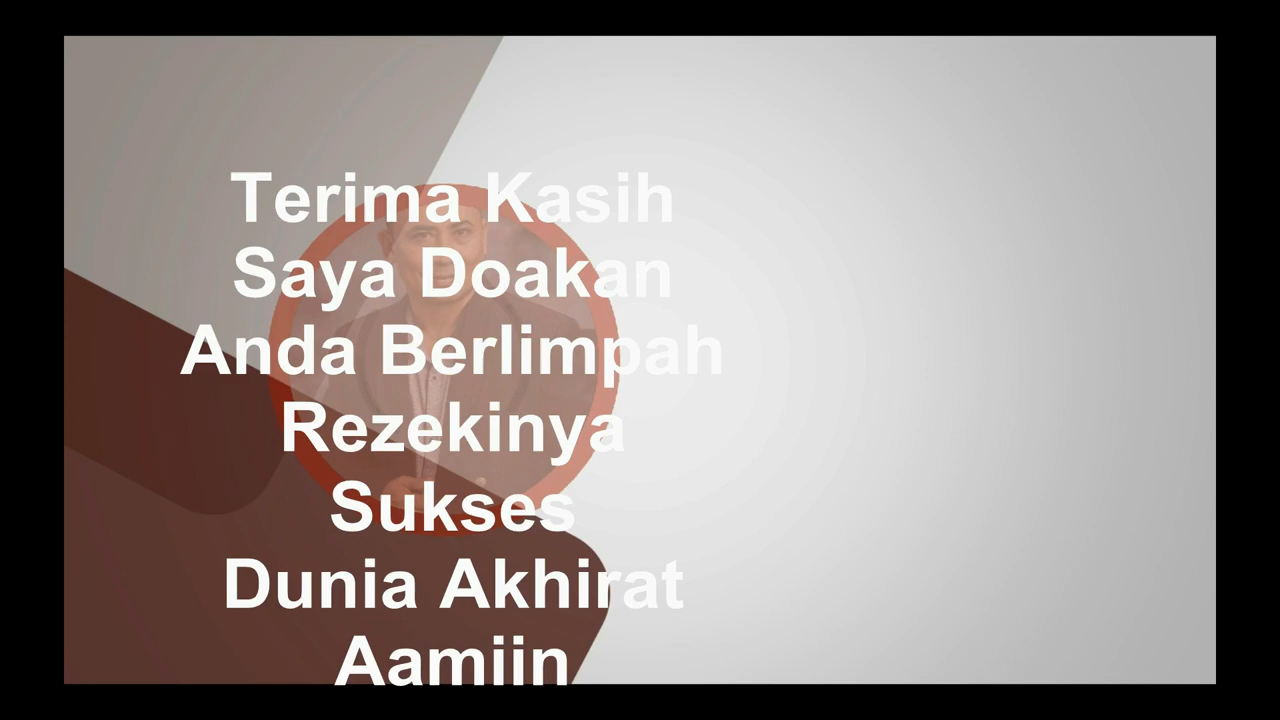 Terima Kasih
Saya Doakan
Anda Berlimpah
Rezekinya
Sukses
Dunia Akhirat
Aamiin